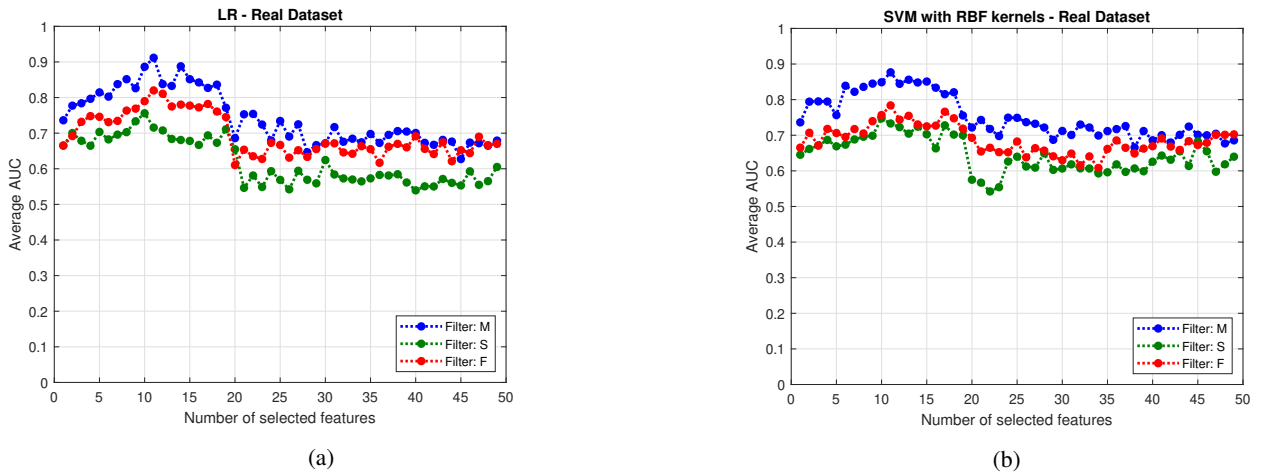 LR - Real Dataset
1
0.9
0.8
0.7
0.6
0.5
0.4
0.3
0.2
0.1
0
Average AUC
Filter: M
Filter: S
Filter: F
0 5 10 15 20 25 30 35 40 45 50
Number of selected features
(a)
SVM with RBF kernels - Real Dataset
1
0.9
0.8
0.7
0.6
0.5
0.4
0.3
0.2
0.1
0
Average AUC
Filter: M
Filter: S
Filter: F
0 5 10 15 20 25 30 35 40 45 50
Number of selected features
(b)